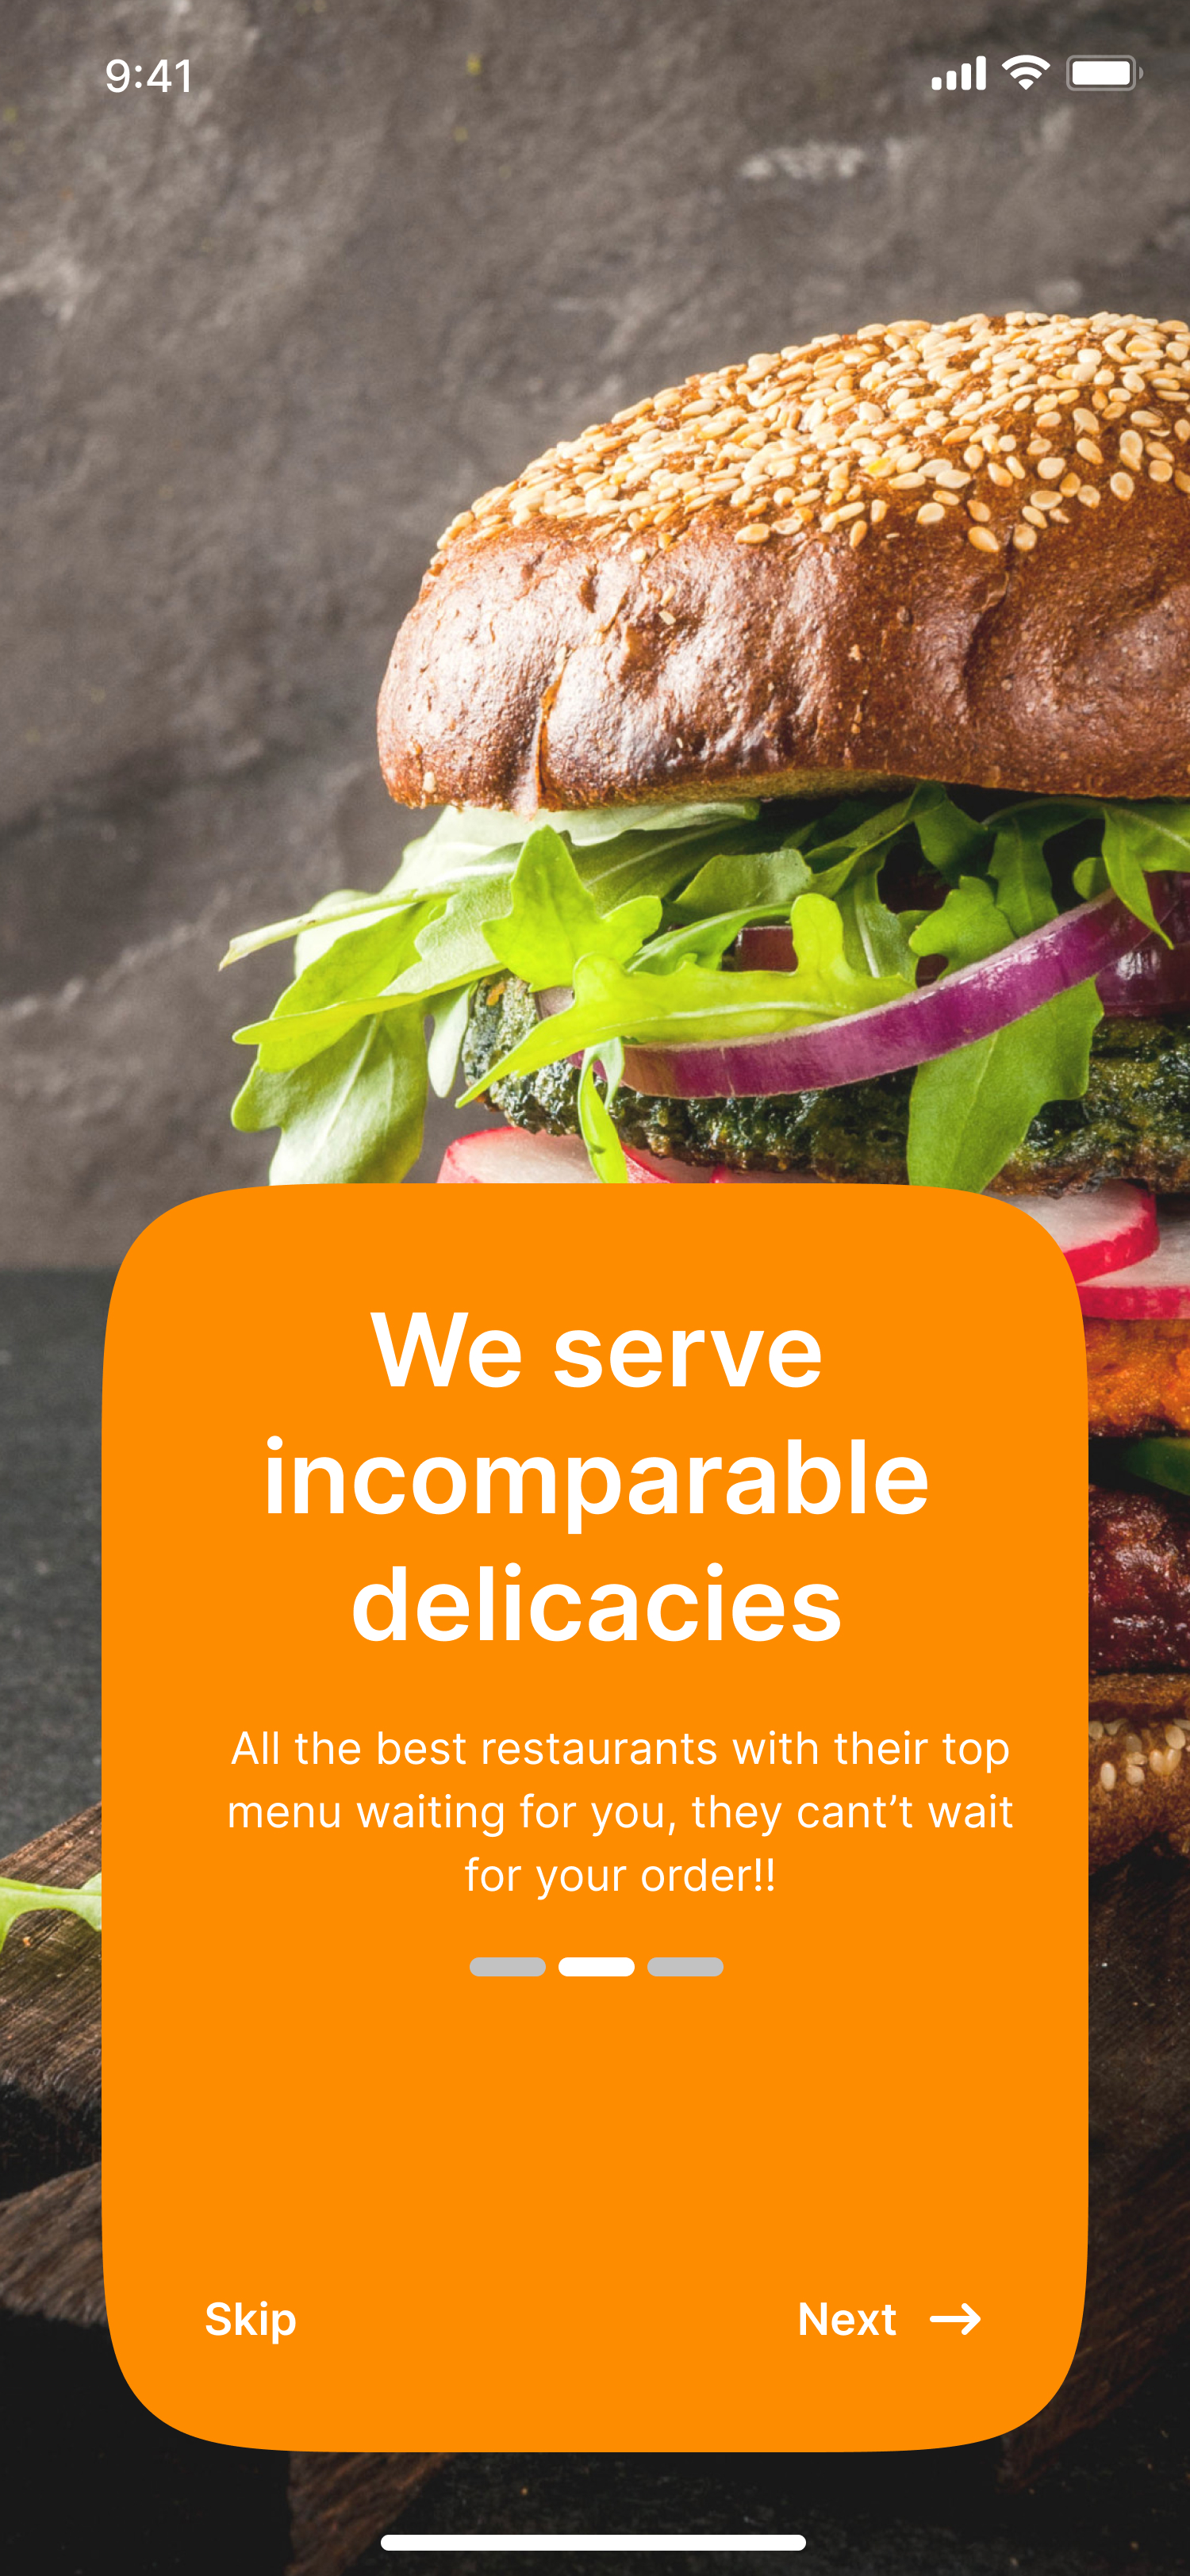 9:41
We serve
incomparable
delicacies
All the best restaurants with their top
menu waiting for you, they cant’t wait
for your order!!
Skip
Next